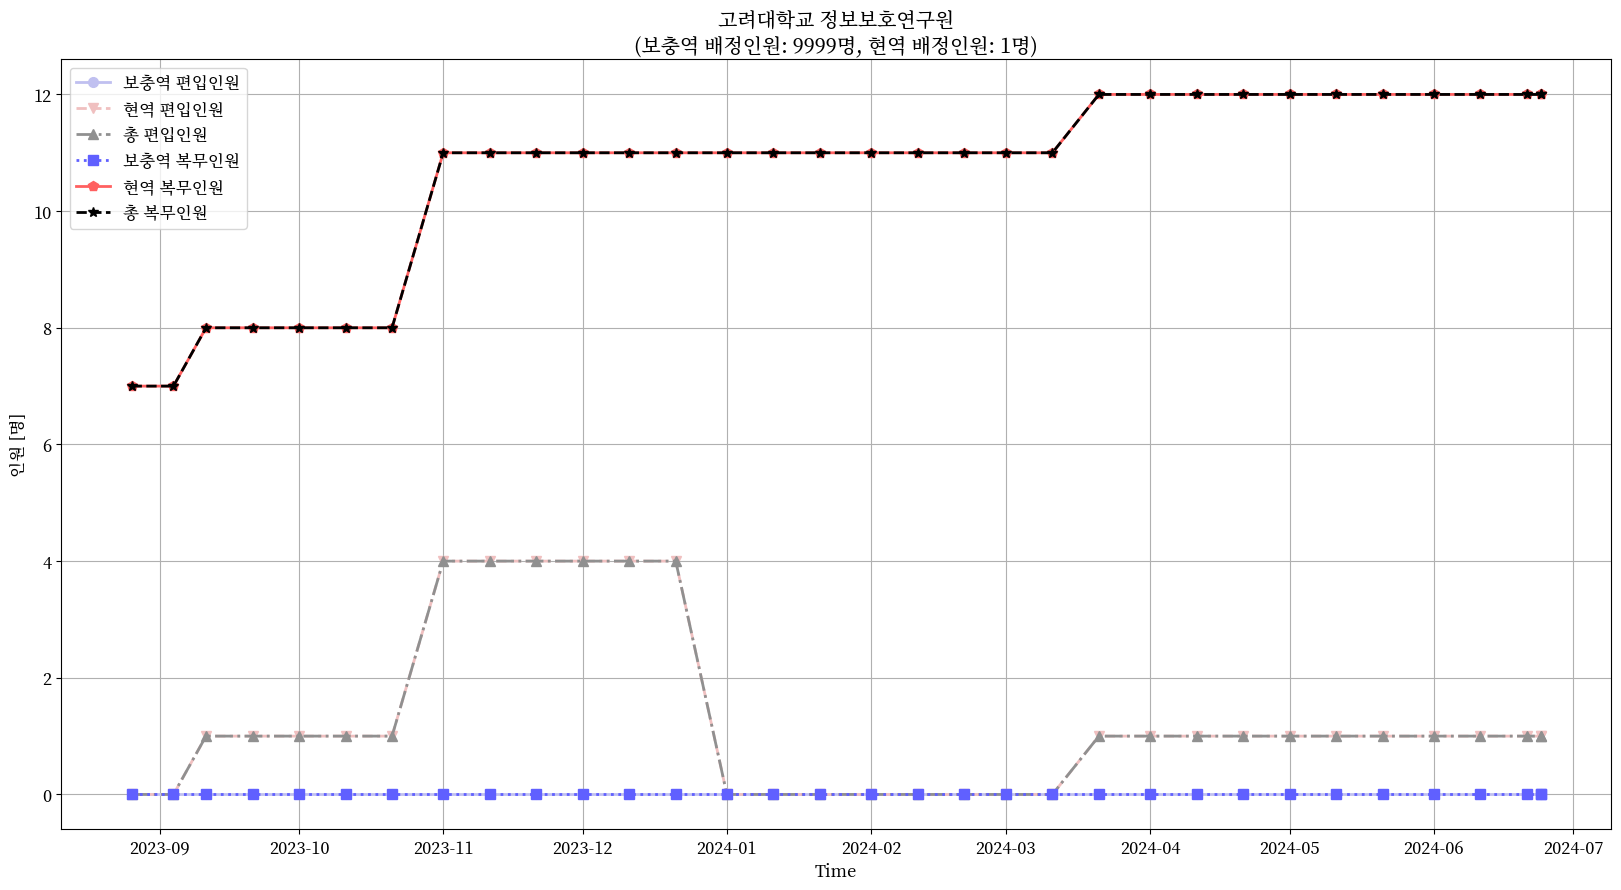 고려대학교 정보보호연구원
(보충역 배정인원: 9999명, 현역 배정인원: 1명)
보충역 편입인원
현역 편입인원
총 편입인원
보충역 복무인원
현역 복무인원
총 복무인원
12
10
8
6
4
2
0
인원 [명]
2023-09 2023-10 2023-11 2023-12 2024-01 2024-02 2024-03 2024-04 2024-05 2024-06 2024-07
Time